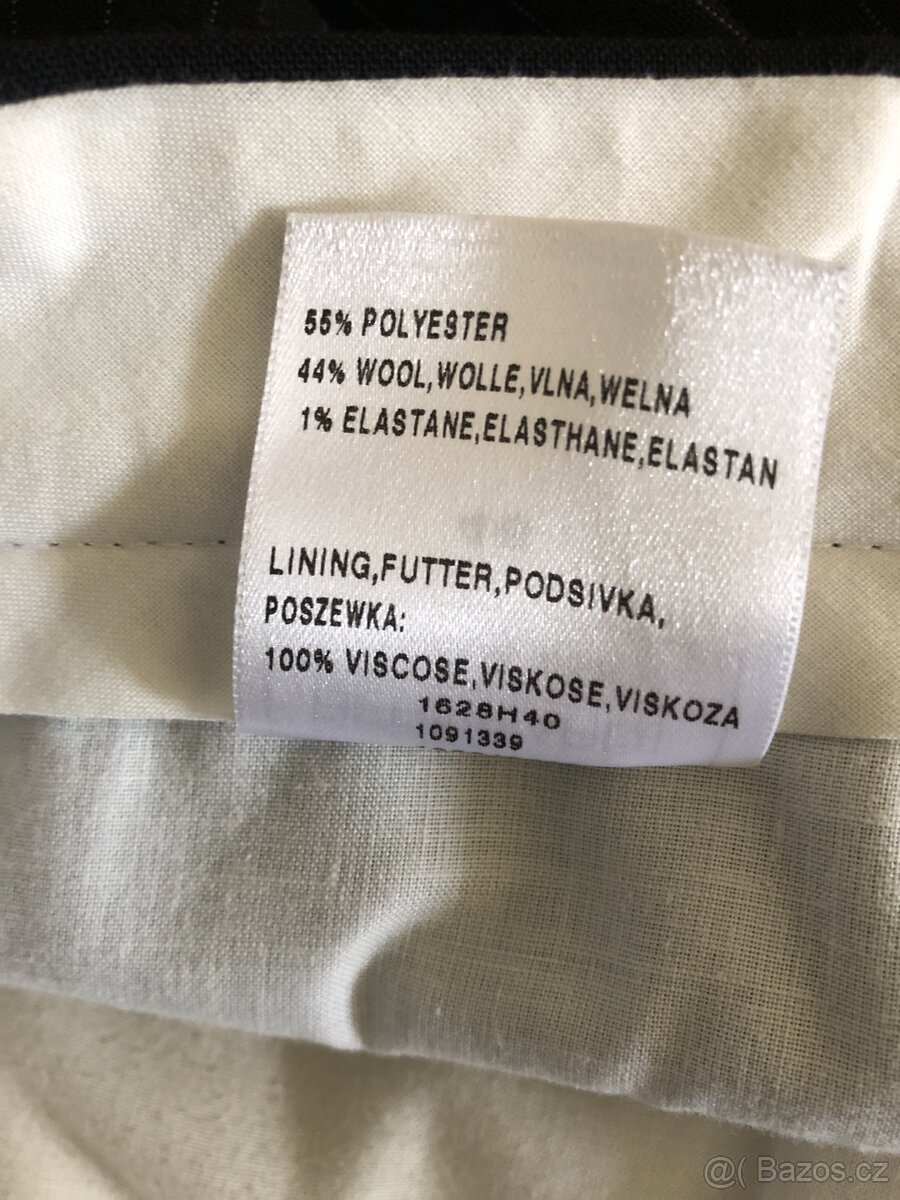 55% POLYESTER
44% WOOL,WOLLE,VLNA,WELNA
1% ELASTANE,ELASTHANE,ELASTAN
LINING,FUTTER,PODSIVKA,
POSZEWKA:
100% VISCOSE,VISKOSE,VISKOZA
1628H40
1091339
@( Bazos.cz